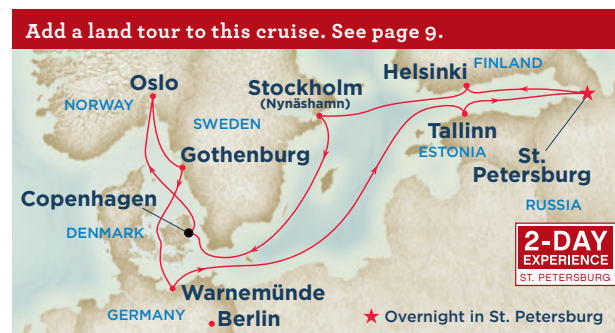 Add a land tour to this cruise. See page 9.
FINLAND
Helsinki
Oslo
Stockholm
(Nynäshamn)
NORWAY
SWEDEN
Tallinn
ESTONIA
St.
Petersburg
Gothenburg
Copenhagen
RUSSIA
DENMARK
2-DAY
EXPERIENCE
ST. PETERSBURG
Warnemünde
GERMANY
Berlin
★ Overnight in St. Petersburg